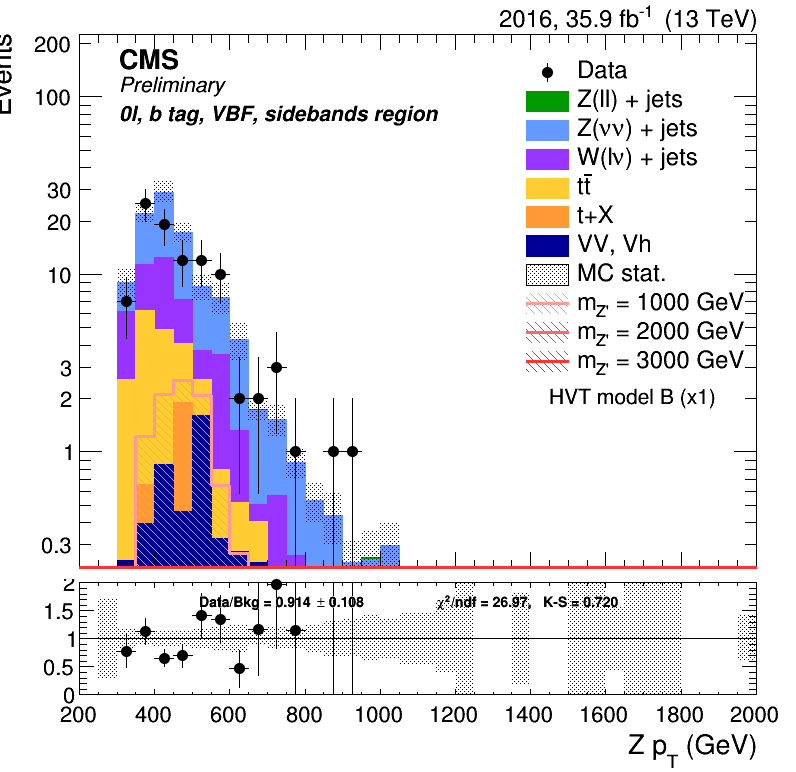 2016, 35.9 fb⁻¹ (13 TeV)
Events
CMS
Preliminary
0l, b tag, VBF, sidebands region
Data
Z(ll) + jets
Z(νν) + jets
W(lν) + jets
tt̄
t+X
VV, Vh
MC stat.
m_Z' = 1000 GeV
m_Z' = 2000 GeV
m_Z' = 3000 GeV
HVT model B (x1)
200
100
30
20
10
3
2
1
0.3
Data/Bkg = 0.914 ± 0.108
χ²/ndf = 26.97, K-S = 0.720
2
1.5
1
0.5
0
200 400 600 800 1000 1200 1400 1600 1800 2000
Z p_T (GeV)